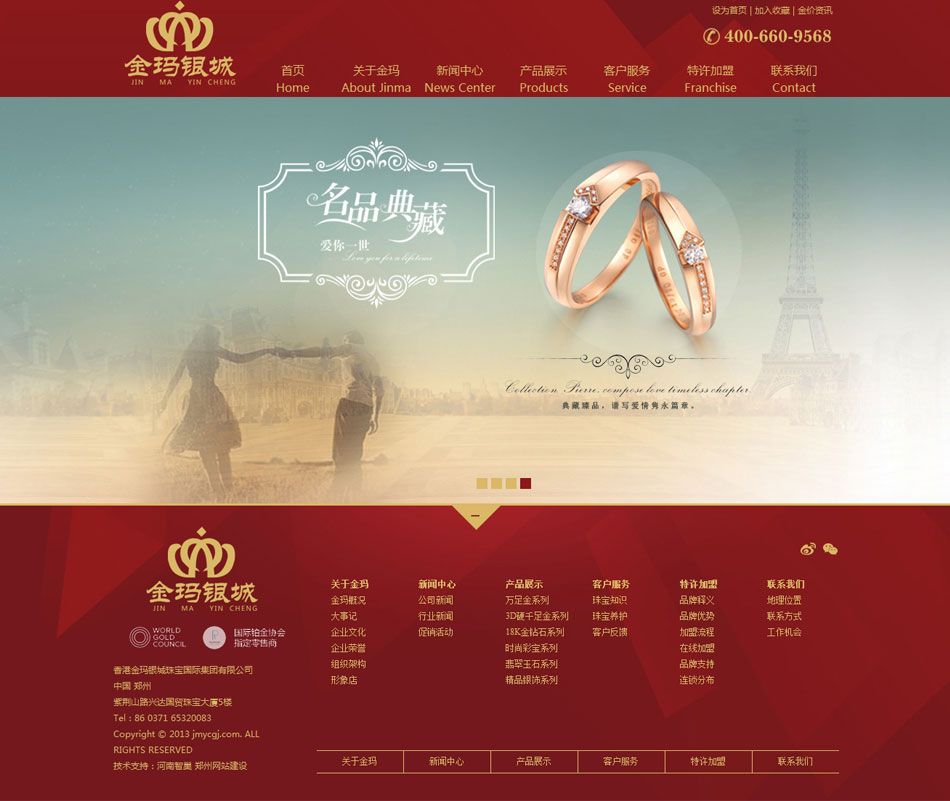 设为首页 | 加入收藏 | 金价资讯
400-660-9568
金玛银城
JIN MA YIN CHENG
首页 关于金玛 新闻中心 产品展示 客户服务 特许加盟 联系我们
Home About Jinma News Center Products Service Franchise Contact
名品典藏
爱你一世
Love you for a lifetime
Collection Pierre, compose love timeless chapter
典藏臻品，谱写爱情隽永篇章。
金玛银城
JIN MA YIN CHENG
WORLD
GOLD
COUNCIL
国际铂金协会
指定零售商
香港金玛银城珠宝国际集团有限公司
中国 郑州
紫荆山路兴达国贸珠宝大厦5楼
Tel : 86 0371 65320083
Copyright © 2013 jmycgj.com. ALL
RIGHTS RESERVED
技术支持：河南智巢 郑州网站建设
关于金玛
金玛概况
大事记
企业文化
企业荣誉
组织架构
形象店
新闻中心
公司新闻
行业新闻
促销活动
产品展示
万足金系列
3D硬千足金系列
18K金钻石系列
时尚彩宝系列
翡翠玉石系列
精品银饰系列
客户服务
珠宝知识
珠宝养护
客户反馈
特许加盟
品牌释义
品牌优势
加盟流程
在线加盟
品牌支持
连锁分布
联系我们
地理位置
联系方式
工作机会
关于金玛 新闻中心 产品展示 客户服务 特许加盟 联系我们